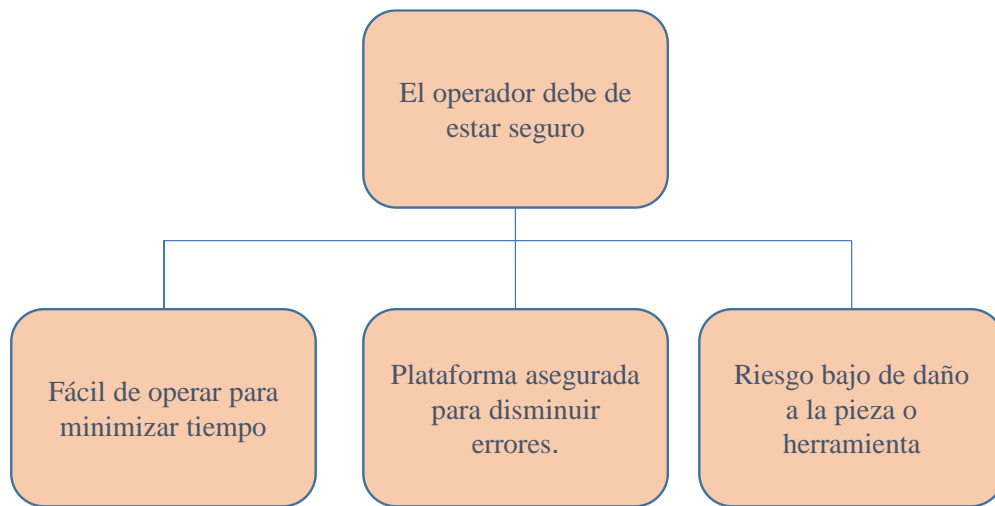 El operador debe de
estar seguro
Fácil de operar para
minimizar tiempo
Plataforma asegurada
para disminuir
errores.
Riesgo bajo de daño
a la pieza o
herramienta